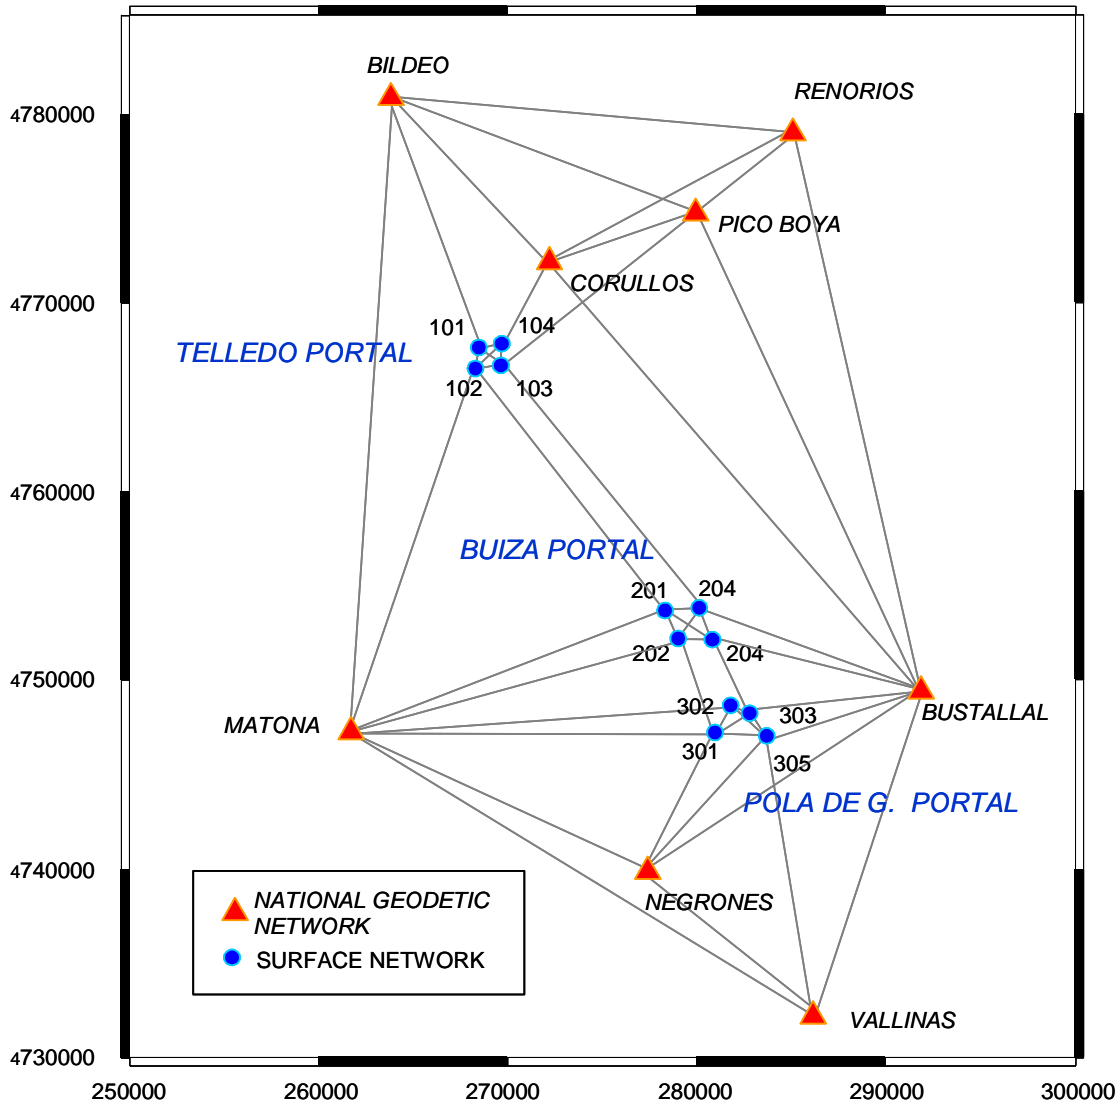 BILDEO
RENORIOS
4780000
PICO BOYA
CORULLOS
4770000
101
104
TELLEDO PORTAL
102
103
4760000
BUIZA PORTAL
201
204
202
204
4750000
302
303
BUSTALLAL
MATONA
301
305
POLA DE G. PORTAL
4740000
NEGRONES
NATIONAL GEODETIC
NETWORK
SURFACE NETWORK
VALLINAS
4730000
250000 260000 270000 280000 290000 300000